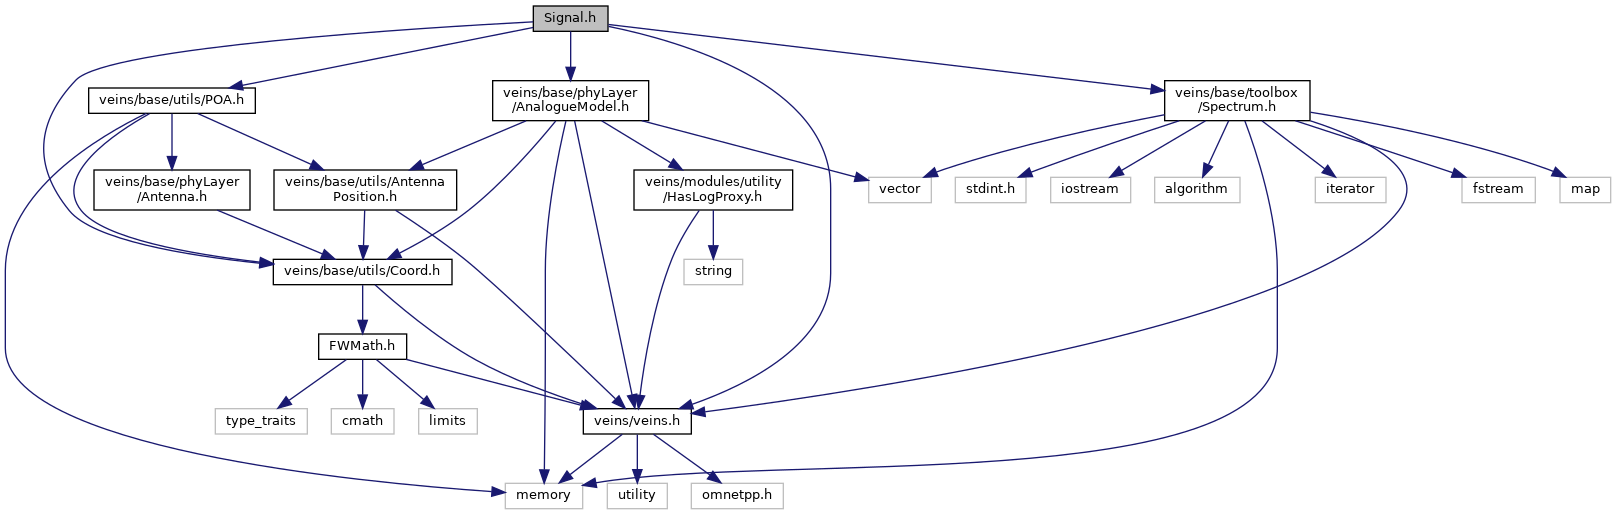 Signal.h
veins/base/utils/POA.h
veins/base/phyLayer
/AnalogueModel.h
veins/base/toolbox
/Spectrum.h
veins/base/phyLayer
/Antenna.h
veins/base/utils/Antenna
Position.h
veins/modules/utility
/HasLogProxy.h
vector
stdint.h
iostream
algorithm
iterator
fstream
map
veins/base/utils/Coord.h
string
FWMath.h
type_traits
cmath
limits
veins/veins.h
memory
utility
omnetpp.h